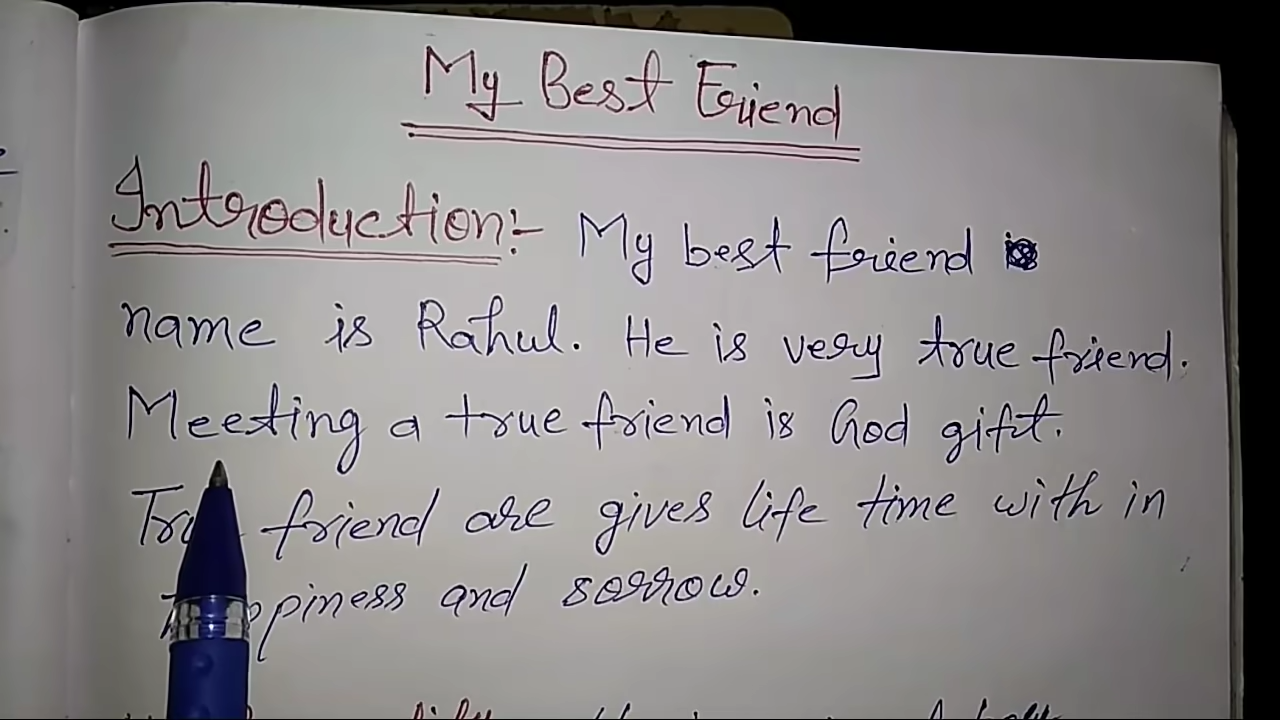 My Best Friend
Introduction:- My best friend
name is Rahul. He is very true friend.
Meeting a true friend is God gift.
friend are gives life time with in
and sorrow.